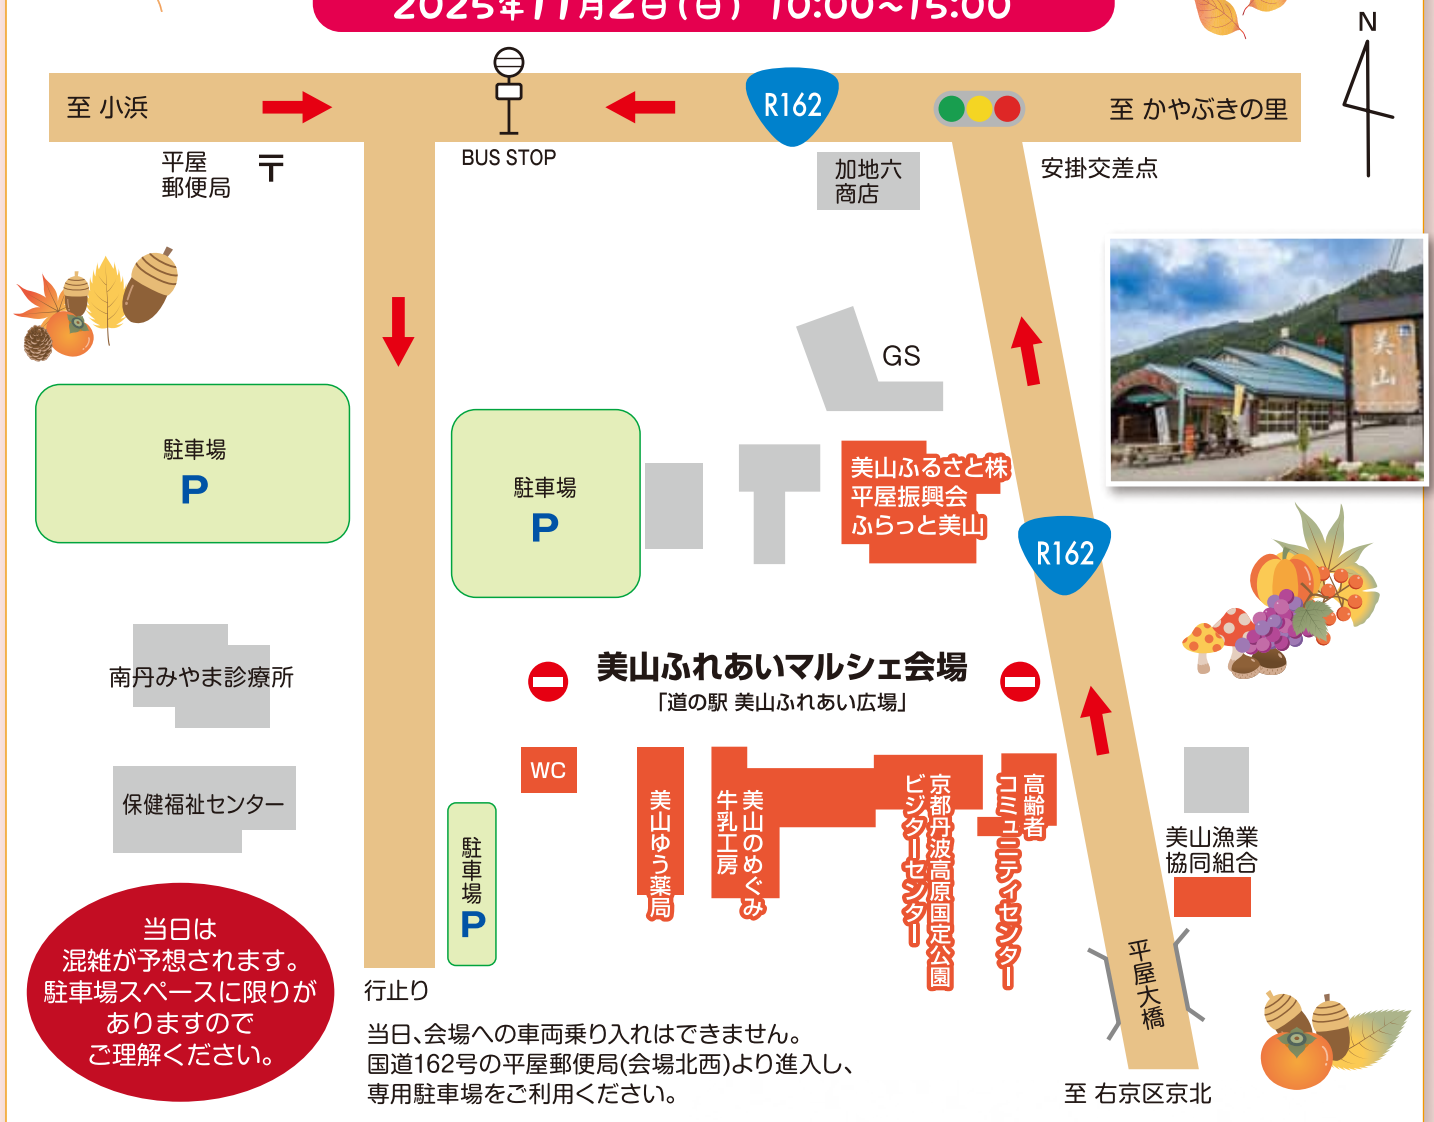 2025年11月2日(日) 10:00~15:00
N
至 小浜
R162
至 かやぶきの里
平屋
郵便局
〒
BUS STOP
加地六
商店
安掛交差点
美山
GS
駐車場
P
駐車場
P
美山ふるさと株
平屋振興会
ふらっと美山
R162
南丹みやま診療所
美山ふれあいマルシェ会場
「道の駅 美山ふれあい広場」
WC
美山ゆう薬局
美山のめぐみ
牛乳工房
京都丹波高原国定公園
ビジターセンター
高齢者
コミュニティセンター
保健福祉センター
駐車場
P
美山漁業
協同組合
当日は
混雑が予想されます。
駐車場スペースに限りが
ありますので
ご理解ください。
行止り
平屋大橋
当日、会場への車両乗り入れはできません。
国道162号の平屋郵便局(会場北西)より進入し、
専用駐車場をご利用ください。
至 右京区京北